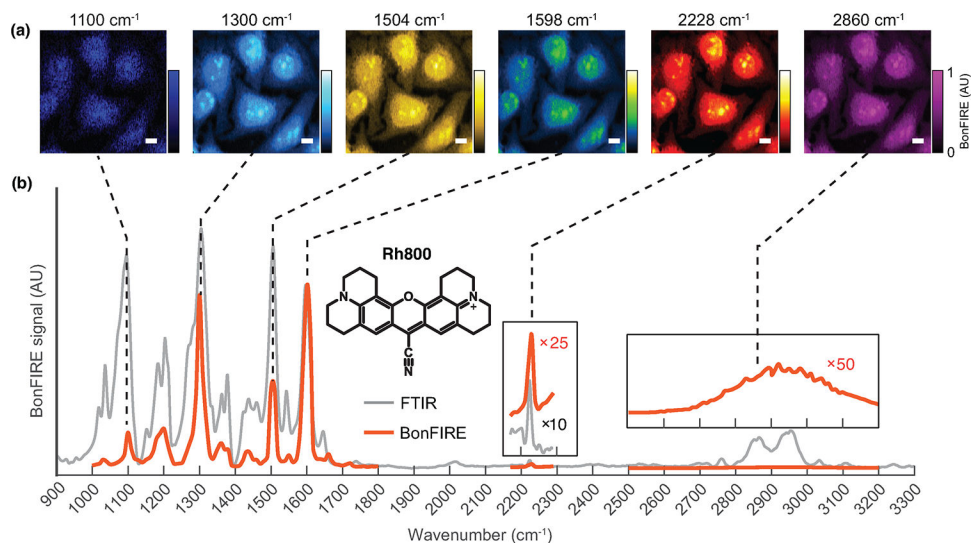 1100 cm⁻¹ 1300 cm⁻¹ 1504 cm⁻¹ 1598 cm⁻¹ 2228 cm⁻¹ 2860 cm⁻¹
(a)
1
BonFIRE (AU)
0
(b)
Rh800
N O N
+
C
N
×25
×10
×50
FTIR
BonFIRE
BonFIRE signal (AU)
900 1000 1100 1200 1300 1400 1500 1600 1700 1800 1900 2000 2100 2200 2300 2400 2500 2600 2700 2800 2900 3000 3100 3200 3300
Wavenumber (cm⁻¹)